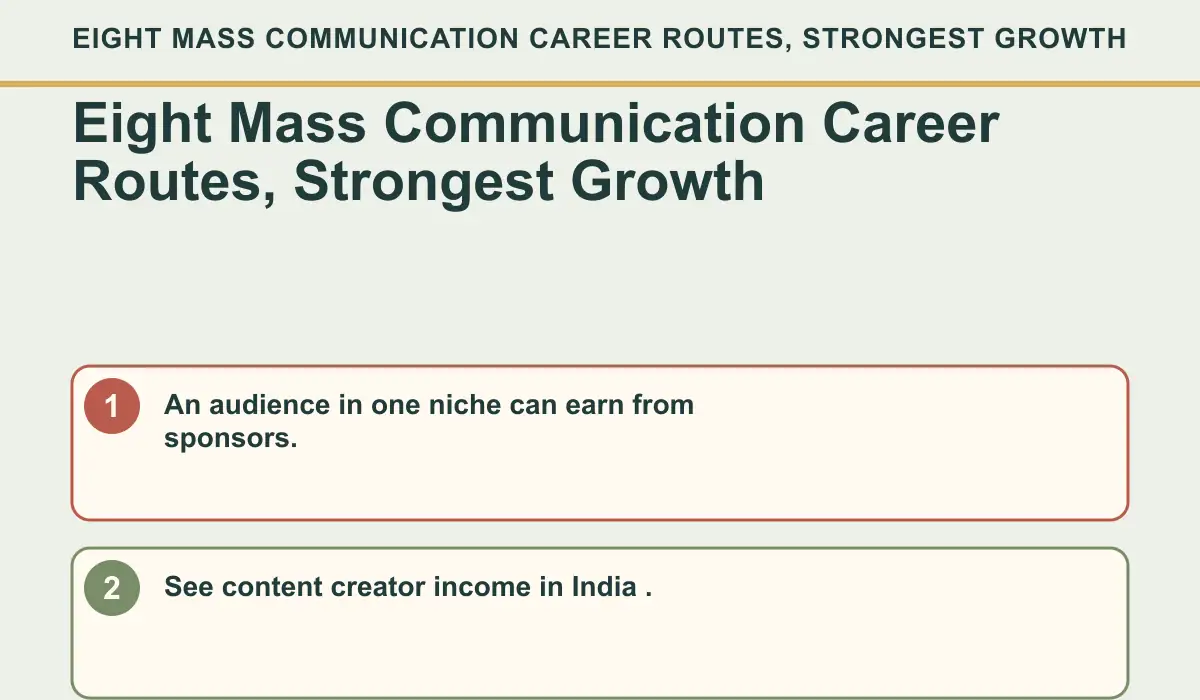 EIGHT MASS COMMUNICATION CAREER ROUTES, STRONGEST GROWTH
Eight Mass Communication Career
Routes, Strongest Growth
1
An audience in one niche can earn from
sponsors.
2
See content creator income in India .